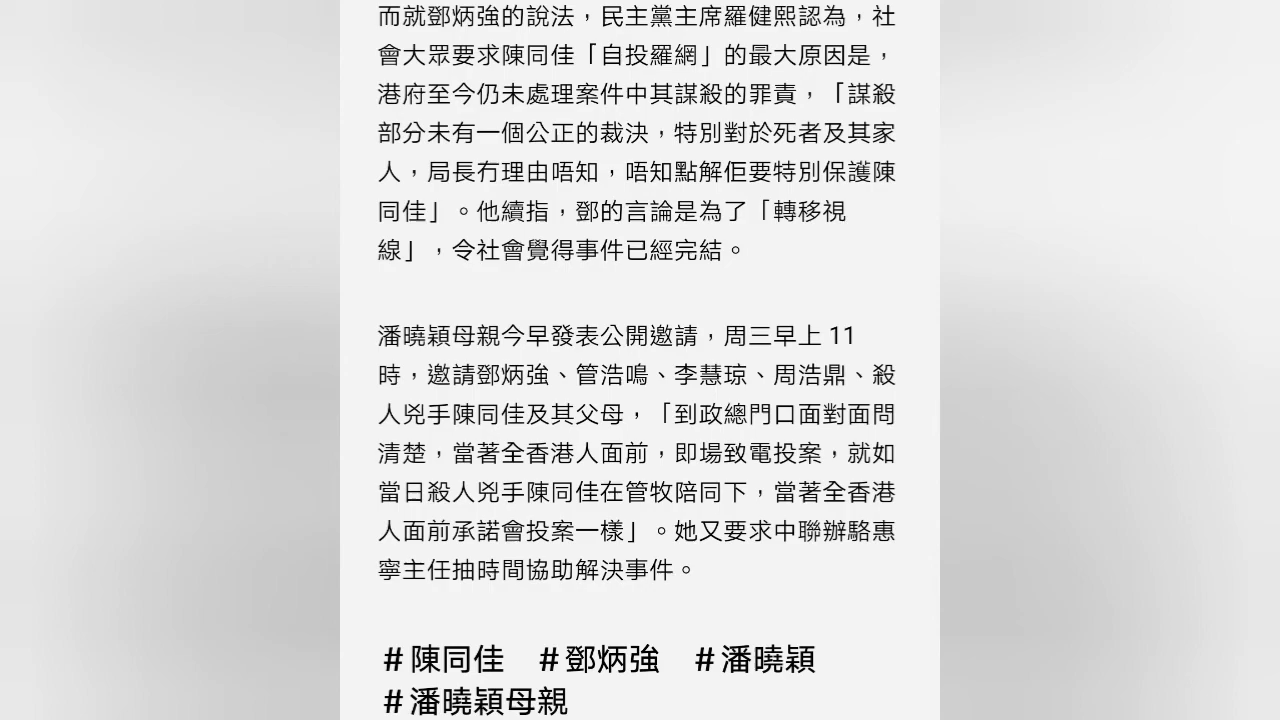 而就鄧炳強的說法，民主黨主席羅健熙認為，社
會大眾要求陳同佳「自投羅網」的最大原因是，
港府至今仍未處理案件中其謀殺的罪責，「謀殺
部分未有一個公正的裁決，特別對於死者及其家
人，局長冇理由唔知，唔知點解佢要特別保護陳
同佳」。他續指，鄧的言論是為了「轉移視
線」，令社會覺得事件已經完結。
潘曉穎母親今早發表公開邀請，周三早上 11
時，邀請鄧炳強、管浩鳴、李慧琼、周浩鼎、殺
人兇手陳同佳及其父母，「到政總門口面對面問
清楚，當著全香港人面前，即場致電投案，就如
當日殺人兇手陳同佳在管牧陪同下，當著全香港
人面前承諾會投案一樣」。她又要求中聯辦駱惠
寧主任抽時間協助解決事件。
#陳同佳 #鄧炳強 #潘曉穎
#潘曉穎母親